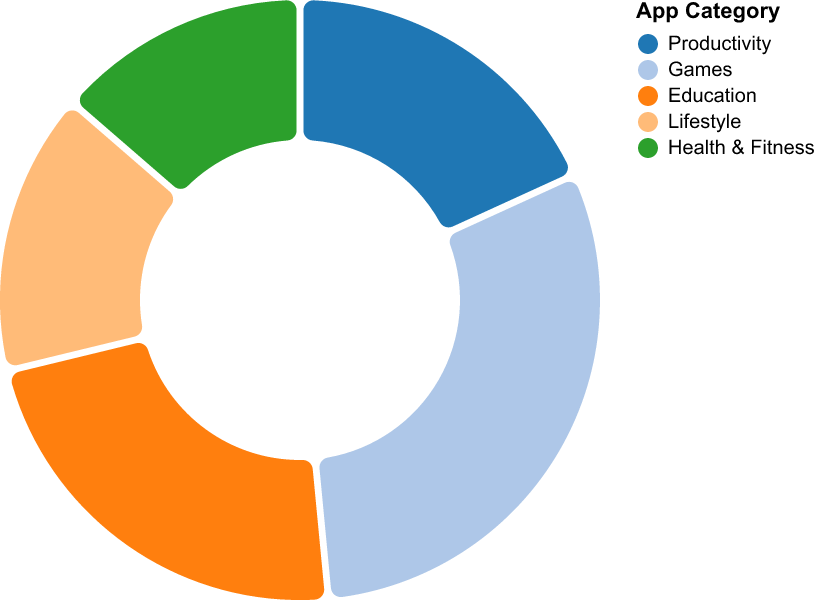 App Category
Productivity
Games
Education
Lifestyle
Health & Fitness